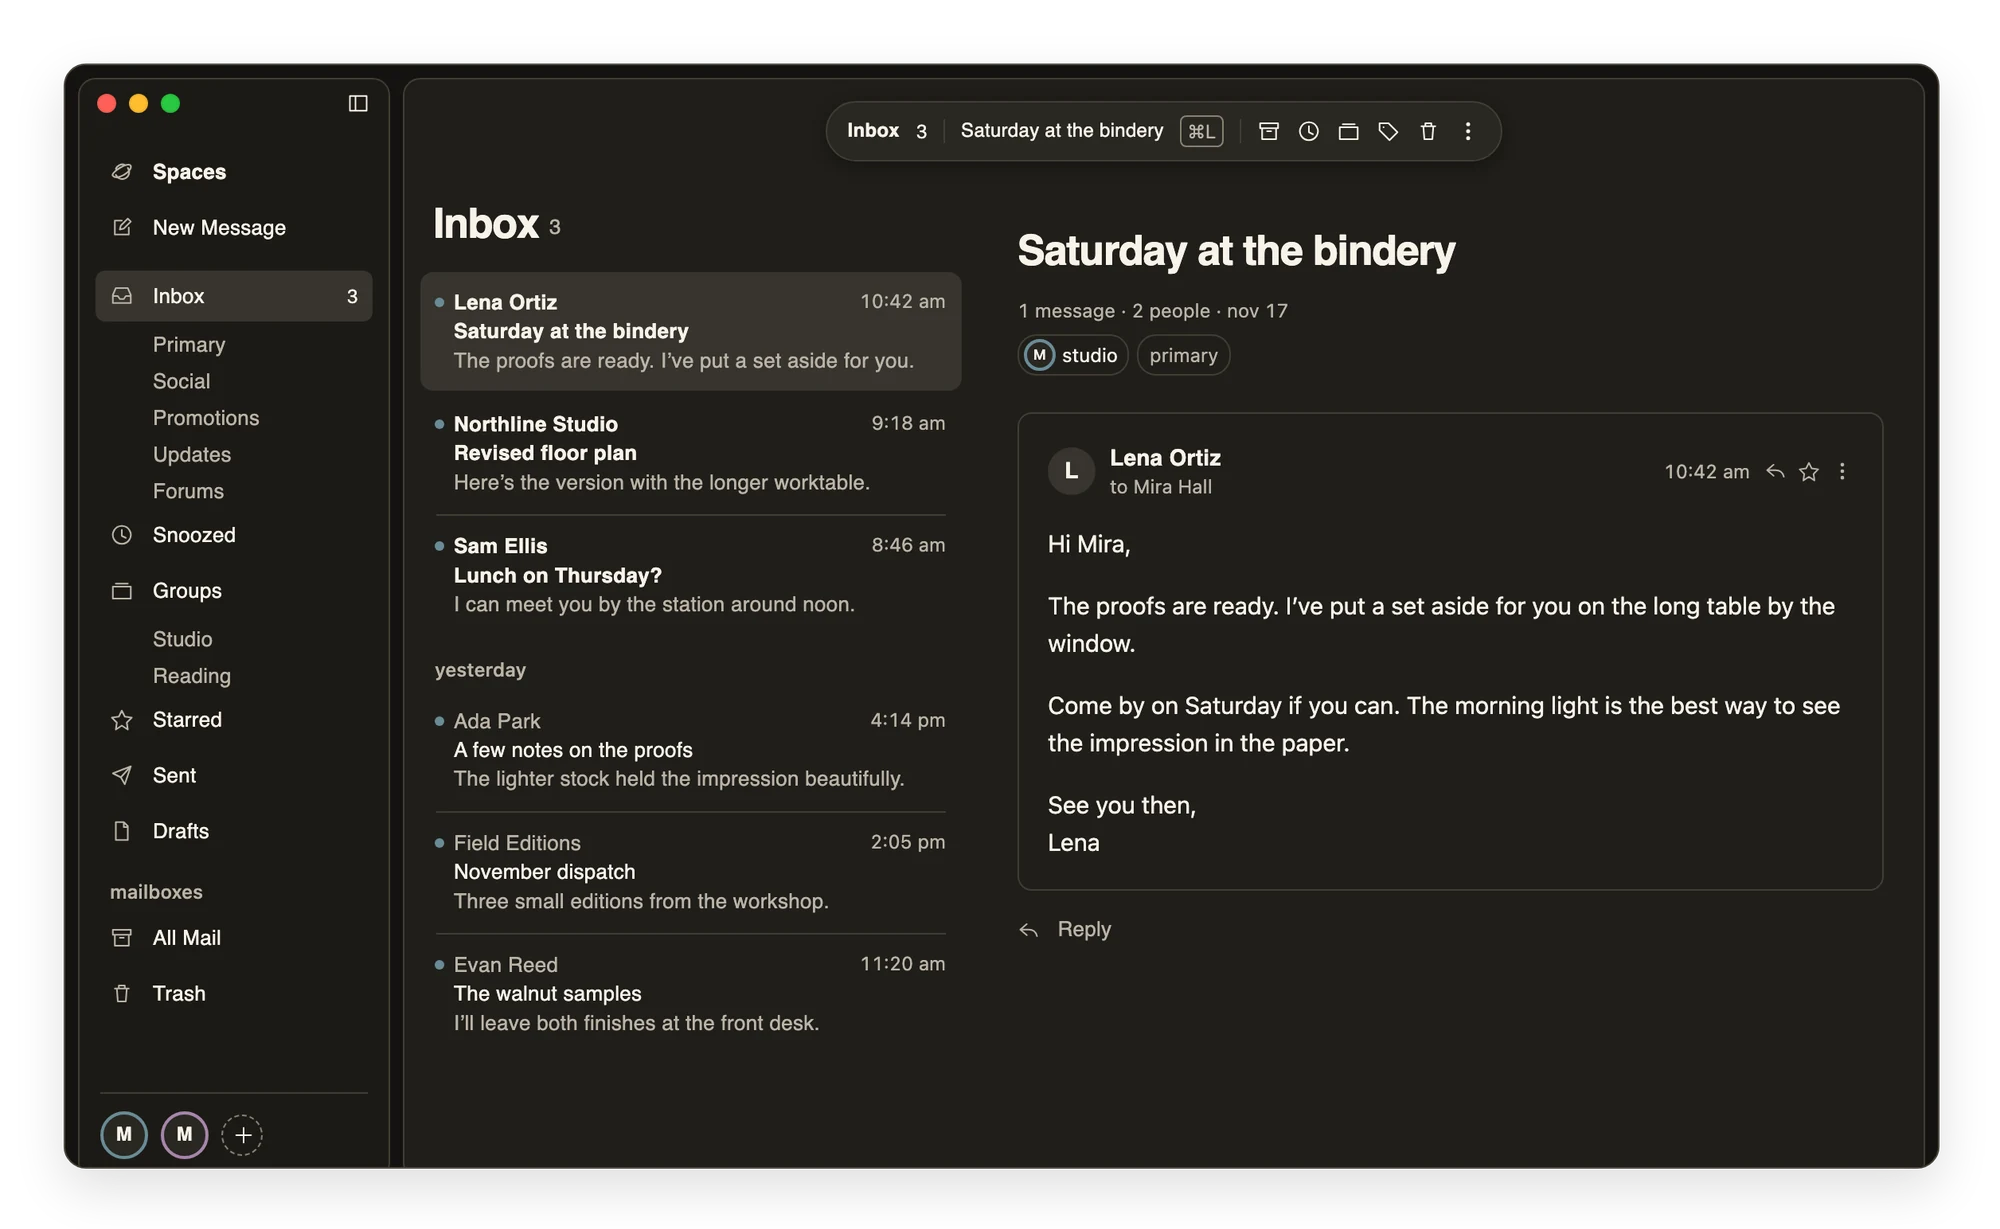 Spaces
New Message
Inbox 3
Primary
Social
Promotions
Updates
Forums
Snoozed
Groups
Studio
Reading
Starred
Sent
Drafts
mailboxes
All Mail
Trash
M M
Inbox 3 Saturday at the bindery ⌘L
Inbox 3
Lena Ortiz 10:42 am
Saturday at the bindery
The proofs are ready. I’ve put a set aside for you.
Northline Studio 9:18 am
Revised floor plan
Here’s the version with the longer worktable.
Sam Ellis 8:46 am
Lunch on Thursday?
I can meet you by the station around noon.
yesterday
Ada Park 4:14 pm
A few notes on the proofs
The lighter stock held the impression beautifully.
Field Editions 2:05 pm
November dispatch
Three small editions from the workshop.
Evan Reed 11:20 am
The walnut samples
I’ll leave both finishes at the front desk.
Saturday at the bindery
1 message · 2 people · nov 17
M studio primary
L
Lena Ortiz 10:42 am
to Mira Hall
Hi Mira,
The proofs are ready. I’ve put a set aside for you on the long table by the
window.
Come by on Saturday if you can. The morning light is the best way to see
the impression in the paper.
See you then,
Lena
Reply